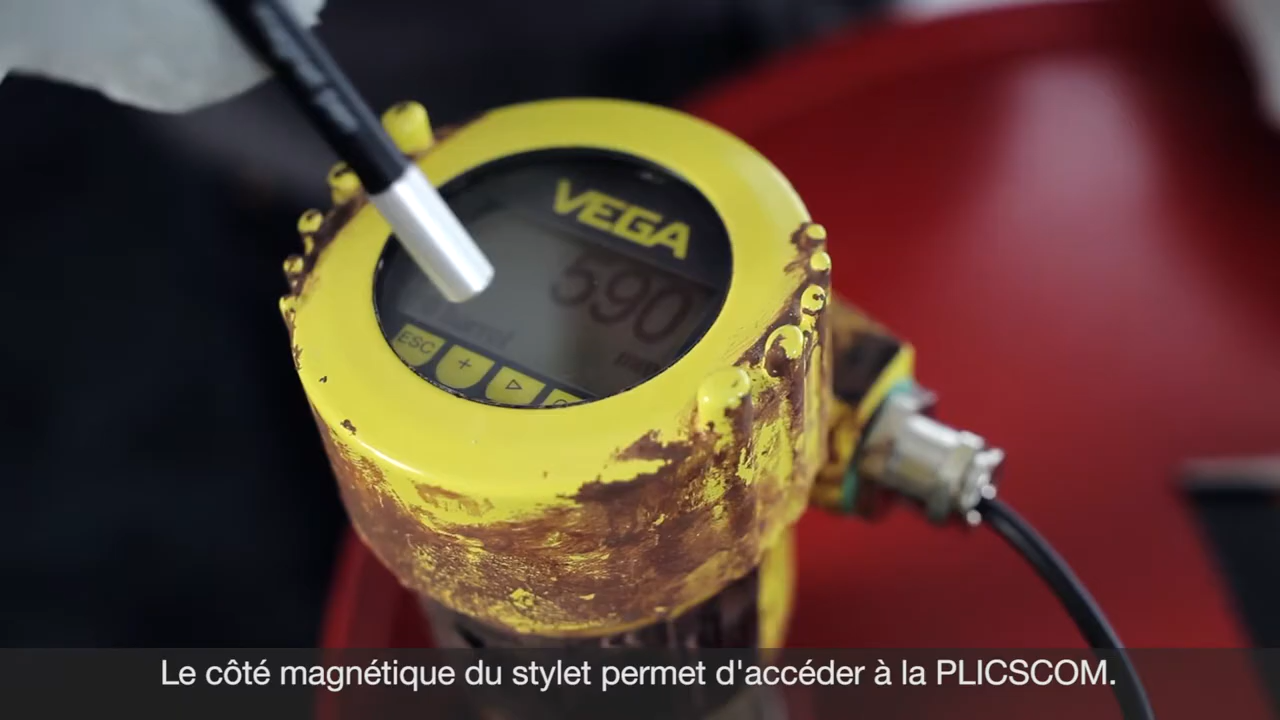 VEGA
590
ESC
+
Le côté magnétique du stylet permet d'accéder à la PLICSCOM.